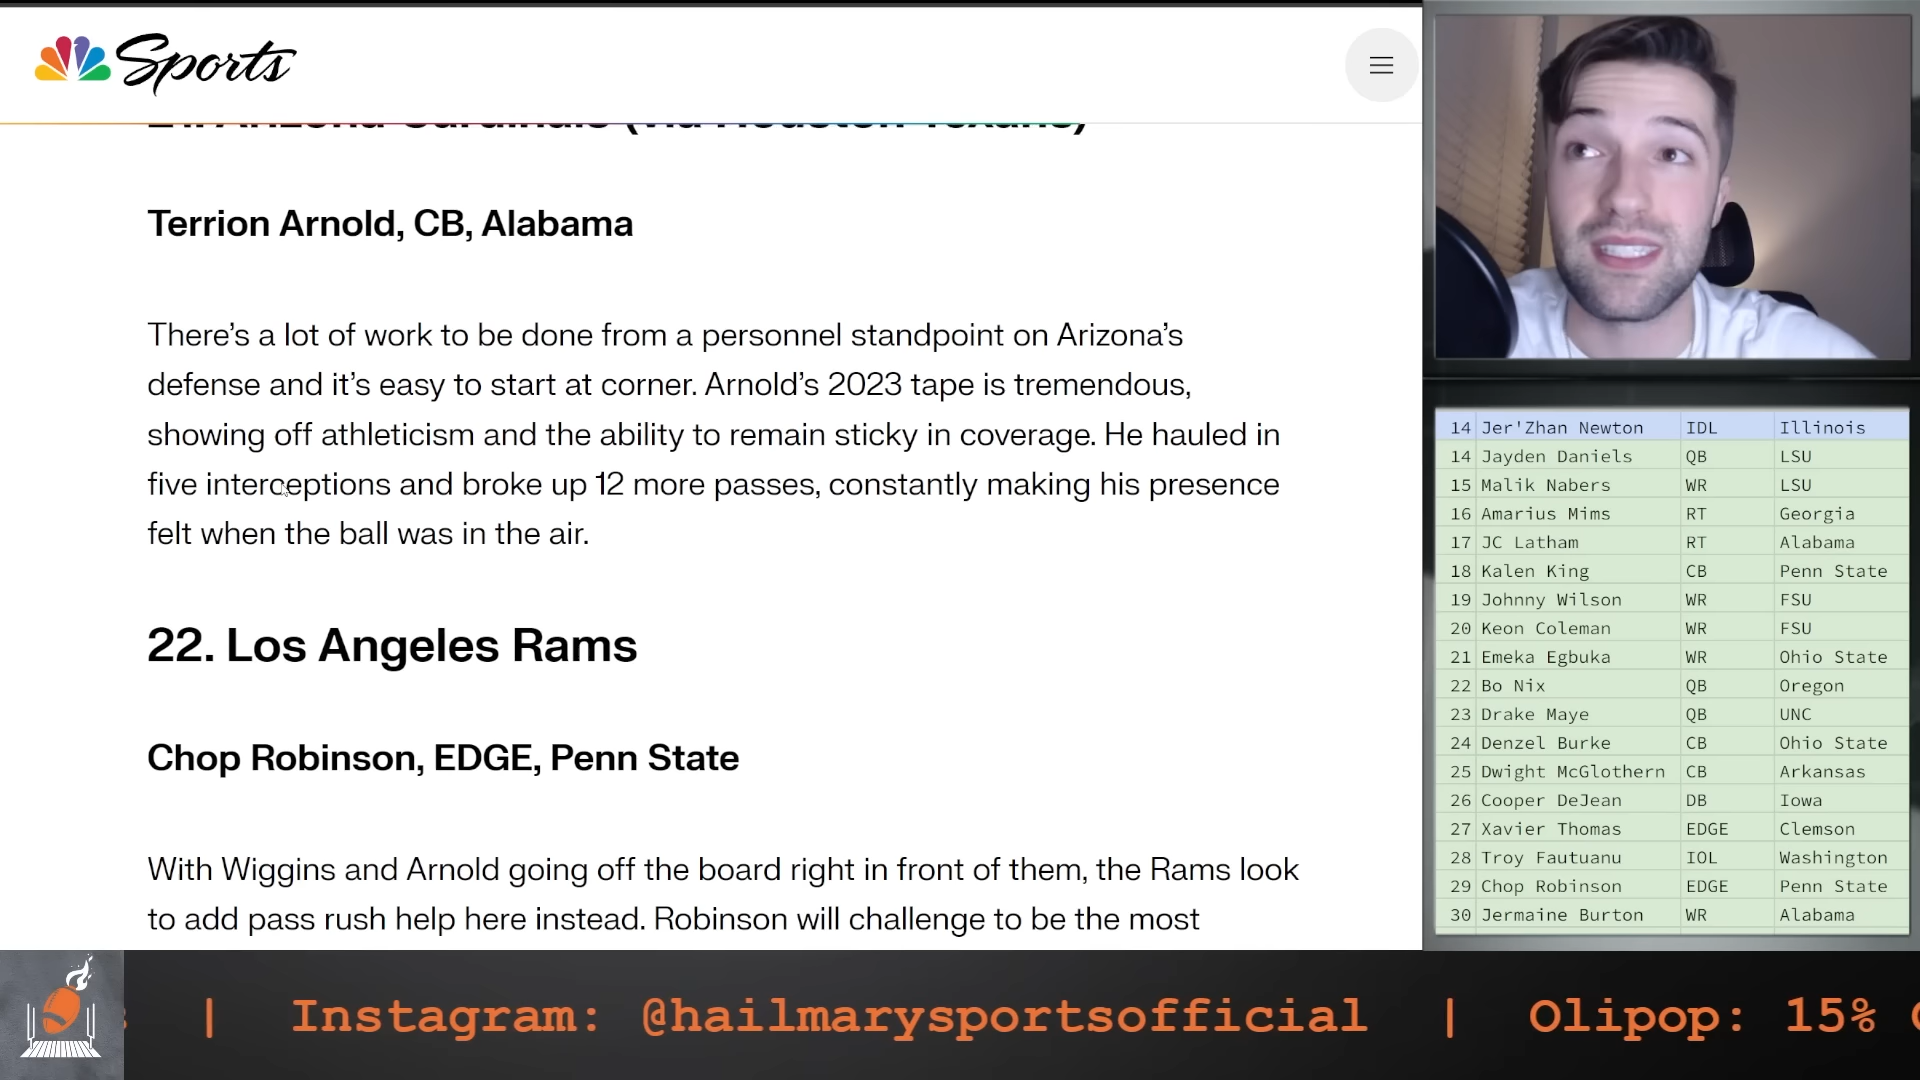 Sports
21. Arizona Cardinals (via Houston Texans)
Terrion Arnold, CB, Alabama
There’s a lot of work to be done from a personnel standpoint on Arizona’s
defense and it’s easy to start at corner. Arnold’s 2023 tape is tremendous,
showing off athleticism and the ability to remain sticky in coverage. He hauled in
five interceptions and broke up 12 more passes, constantly making his presence
felt when the ball was in the air.
22. Los Angeles Rams
Chop Robinson, EDGE, Penn State
With Wiggins and Arnold going off the board right in front of them, the Rams look
to add pass rush help here instead. Robinson will challenge to be the most
14 Jer'Zhan Newton IDL Illinois
14 Jayden Daniels QB LSU
15 Malik Nabers WR LSU
16 Amarius Mims RT Georgia
17 JC Latham RT Alabama
18 Kalen King CB Penn State
19 Johnny Wilson WR FSU
20 Keon Coleman WR FSU
21 Emeka Egbuka WR Ohio State
22 Bo Nix QB Oregon
23 Drake Maye QB UNC
24 Denzel Burke CB Ohio State
25 Dwight McGlothern CB Arkansas
26 Cooper DeJean DB Iowa
27 Xavier Thomas EDGE Clemson
28 Troy Fautuanu IOL Washington
29 Chop Robinson EDGE Penn State
30 Jermaine Burton WR Alabama
| Instagram: @hailmarysportsofficial | Olipop: 15%